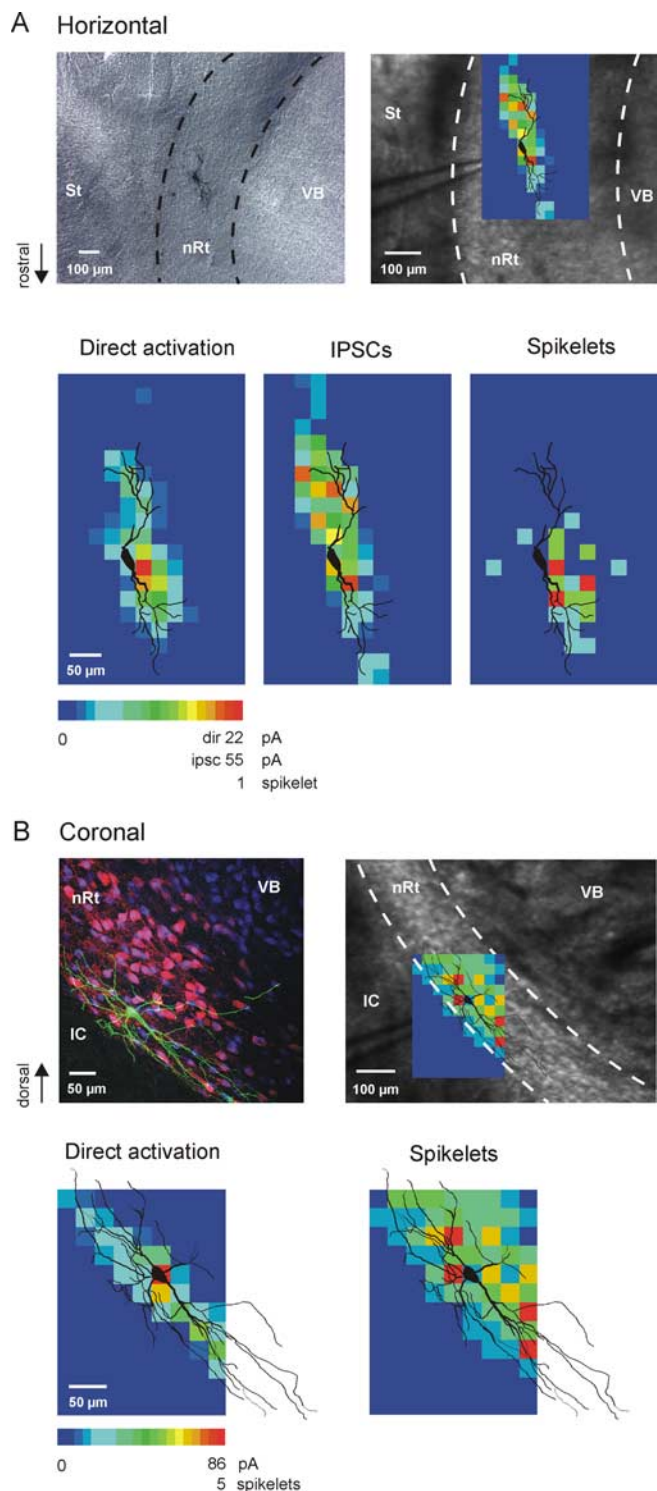 A Horizontal
St
nRt
VB
100 µm
rostral
St
nRt
VB
100 µm
Direct activation
IPSCs
Spikelets
50 µm
0 dir 22 pA
ipsc 55 pA
1 spikelet
B Coronal
nRt
VB
IC
50 µm
dorsal
nRt
VB
IC
100 µm
Direct activation
Spikelets
50 µm
0 86 pA
5 spikelets